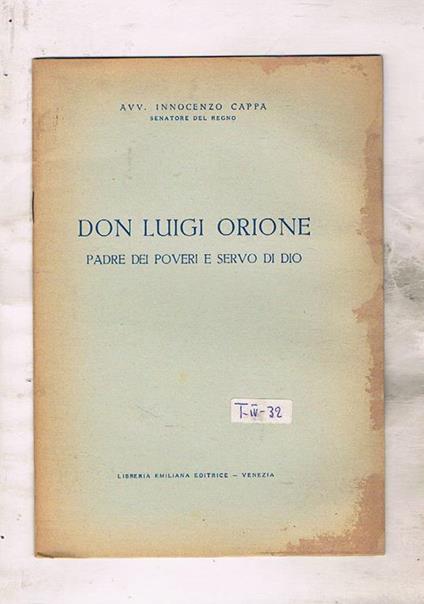 AVV. INNOCENZO CAPPA
SENATORE DEL REGNO
DON LUIGI ORIONE
PADRE DEI POVERI E SERVO DI DIO
T-IV-32
LIBRERIA EMILIANA EDITRICE – VENEZIA